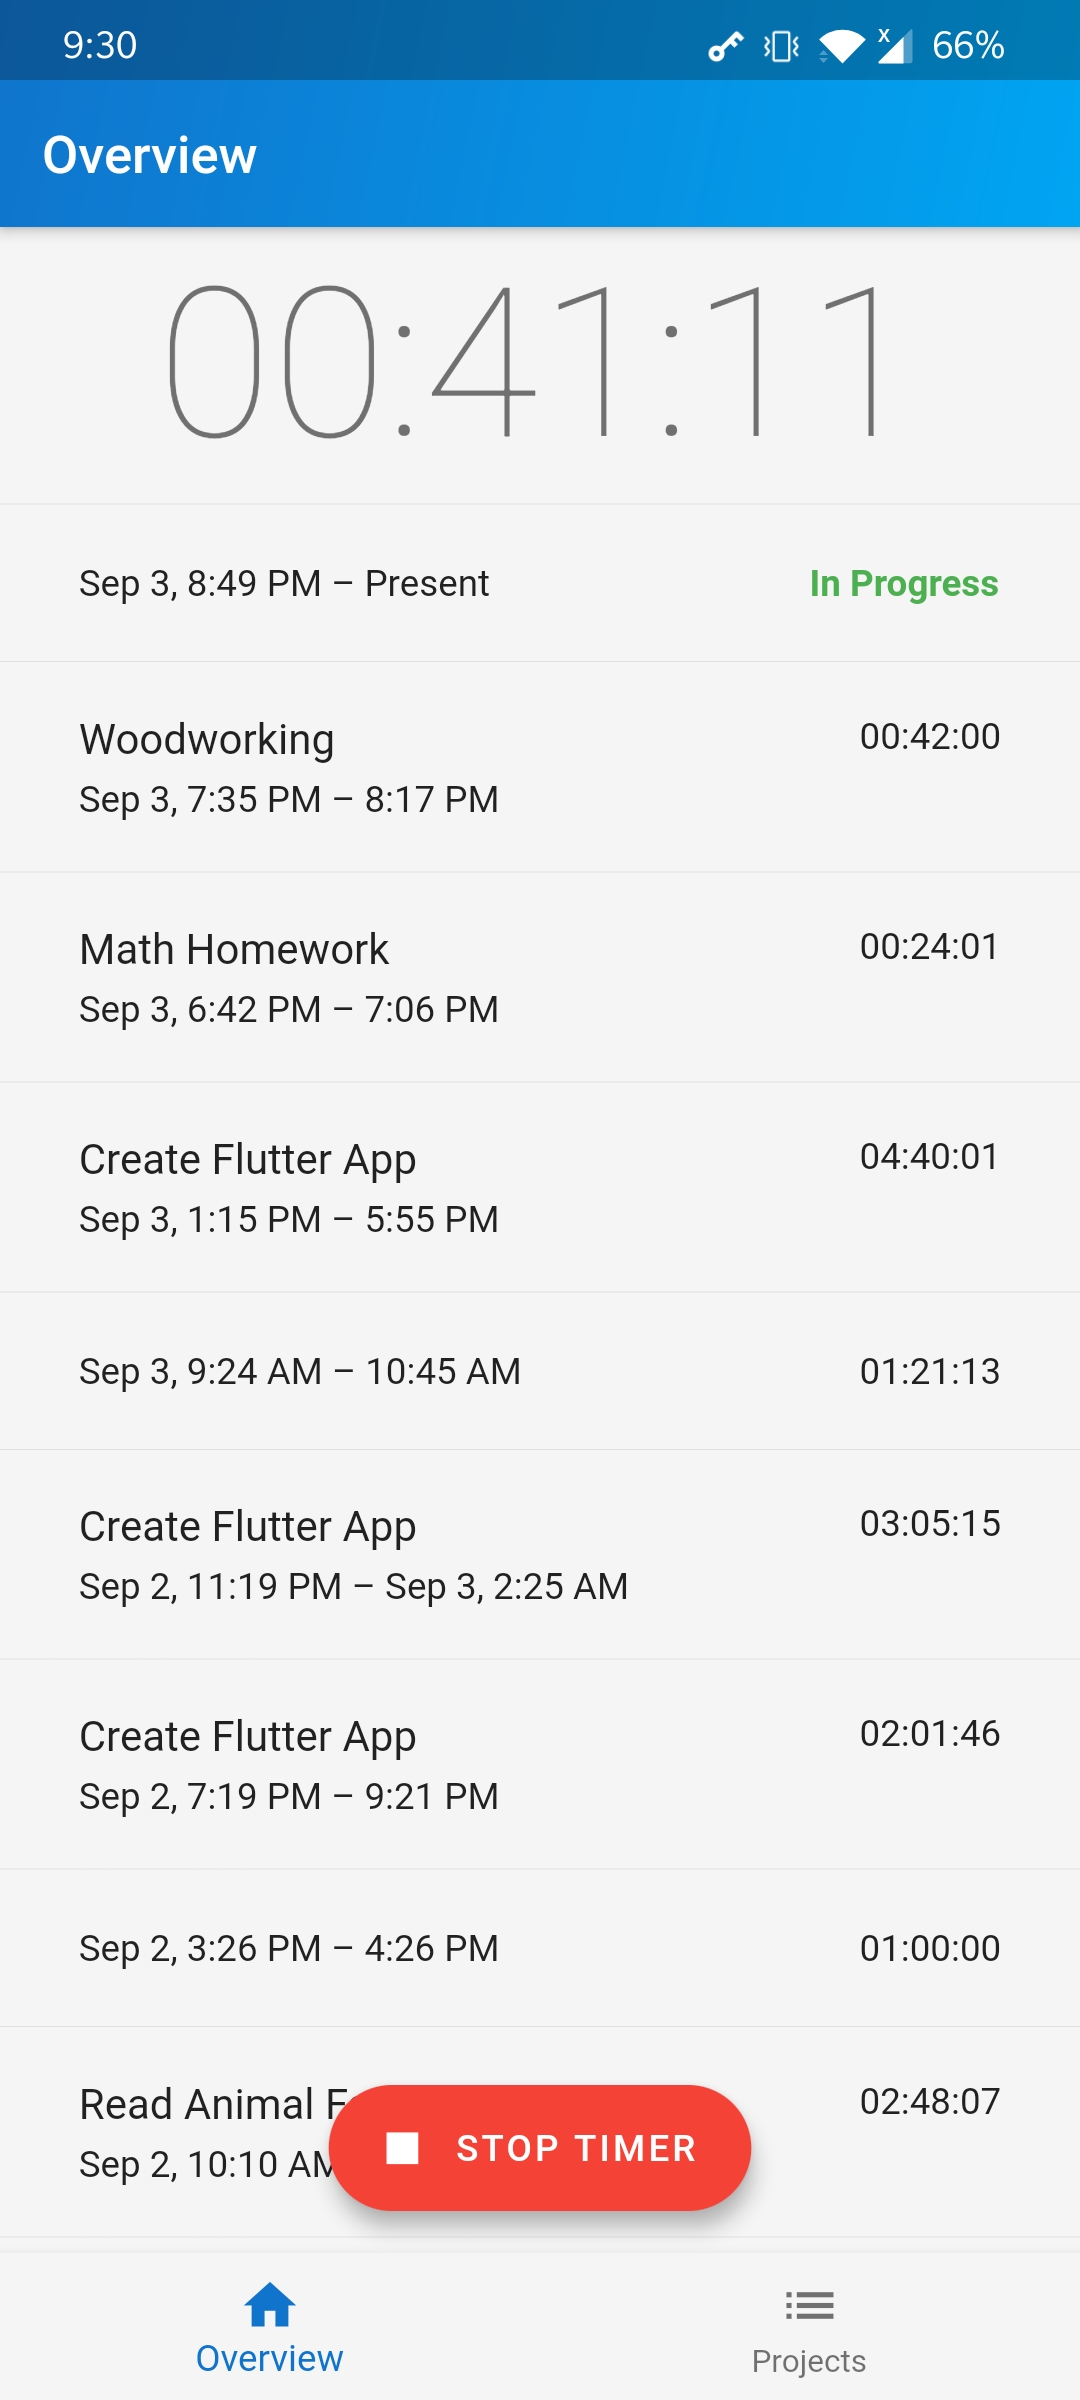 9:30
X
66%
Overview
00:41:11
Sep 3, 8:49 PM – Present
In Progress
Woodworking
00:42:00
Sep 3, 7:35 PM – 8:17 PM
Math Homework
00:24:01
Sep 3, 6:42 PM – 7:06 PM
Create Flutter App
04:40:01
Sep 3, 1:15 PM – 5:55 PM
Sep 3, 9:24 AM – 10:45 AM
01:21:13
Create Flutter App
03:05:15
Sep 2, 11:19 PM – Sep 3, 2:25 AM
Create Flutter App
02:01:46
Sep 2, 7:19 PM – 9:21 PM
Sep 2, 3:26 PM – 4:26 PM
01:00:00
Read Animal
02:48:07
Sep 2, 10:10 AM
STOP TIMER
Overview
Projects